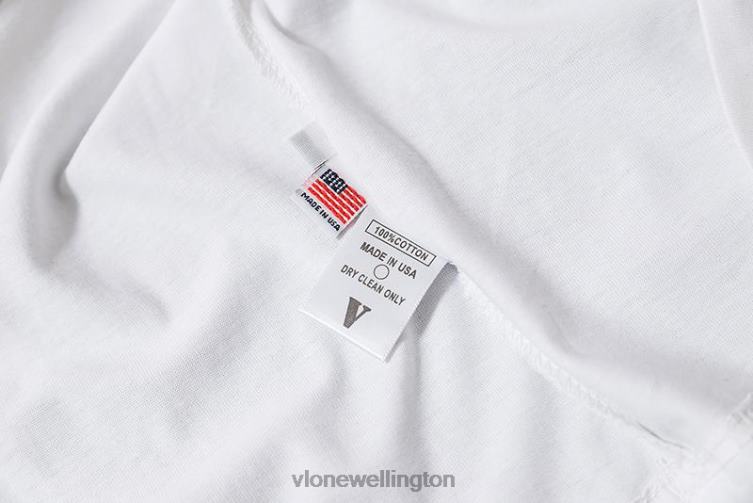 MADE IN USA
100%COTTON
MADE IN USA
DRY CLEAN ONLY
V
vlonewellington